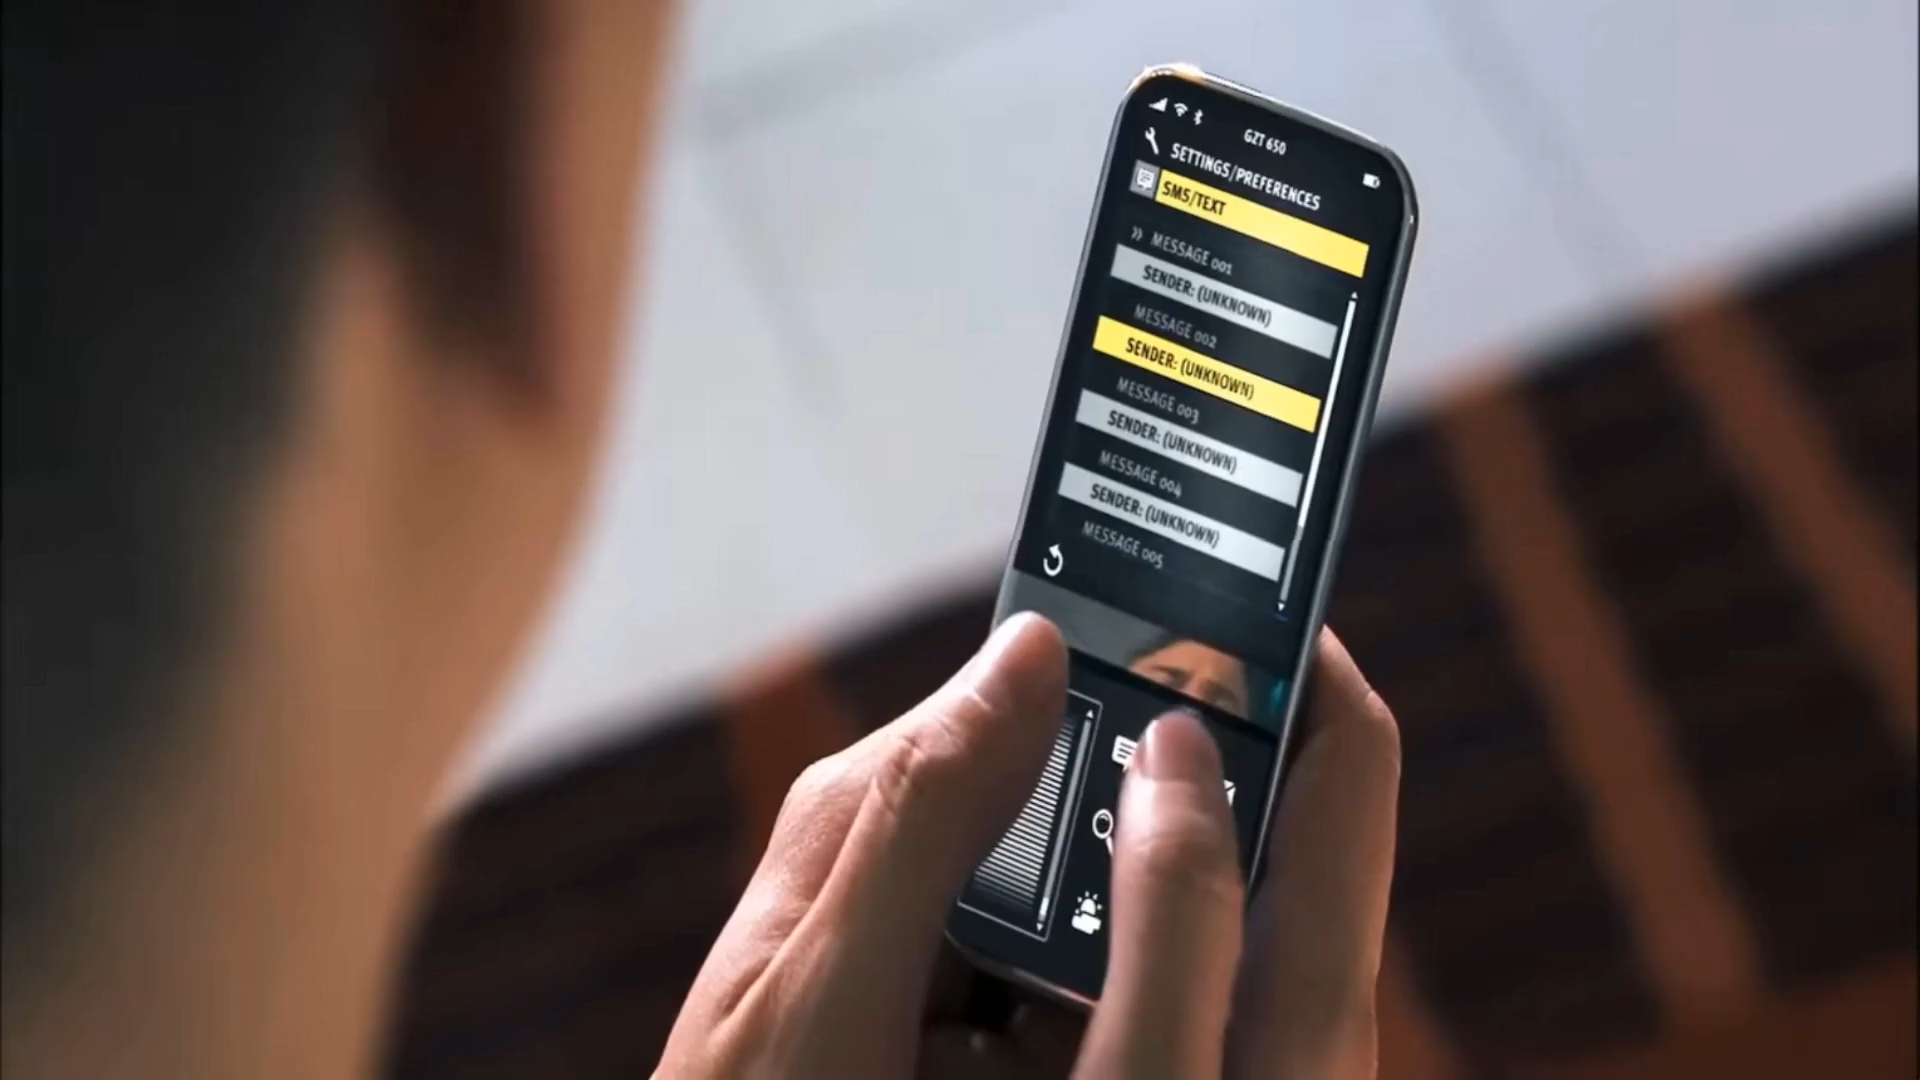 GZT 650
SETTINGS/PREFERENCES
SMS/TEXT
» MESSAGE 001
SENDER: (UNKNOWN)
MESSAGE 002
SENDER: (UNKNOWN)
MESSAGE 003
SENDER: (UNKNOWN)
MESSAGE 004
SENDER: (UNKNOWN)
MESSAGE 005